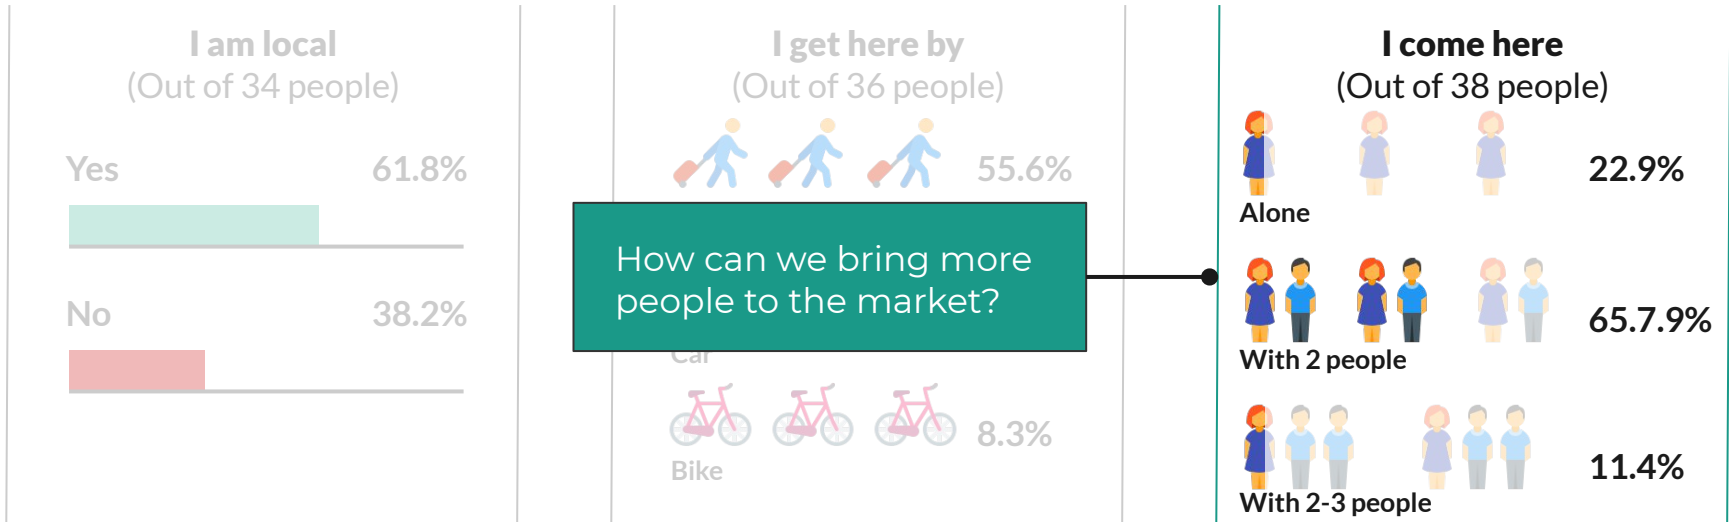 I am local
(Out of 34 people)
Yes 61.8%
No 38.2%
I get here by
(Out of 36 people)
55.6%
How can we bring more
people to the market?
Car
8.3%
Bike
I come here
(Out of 38 people)
22.9%
Alone
65.7.9%
With 2 people
11.4%
With 2-3 people